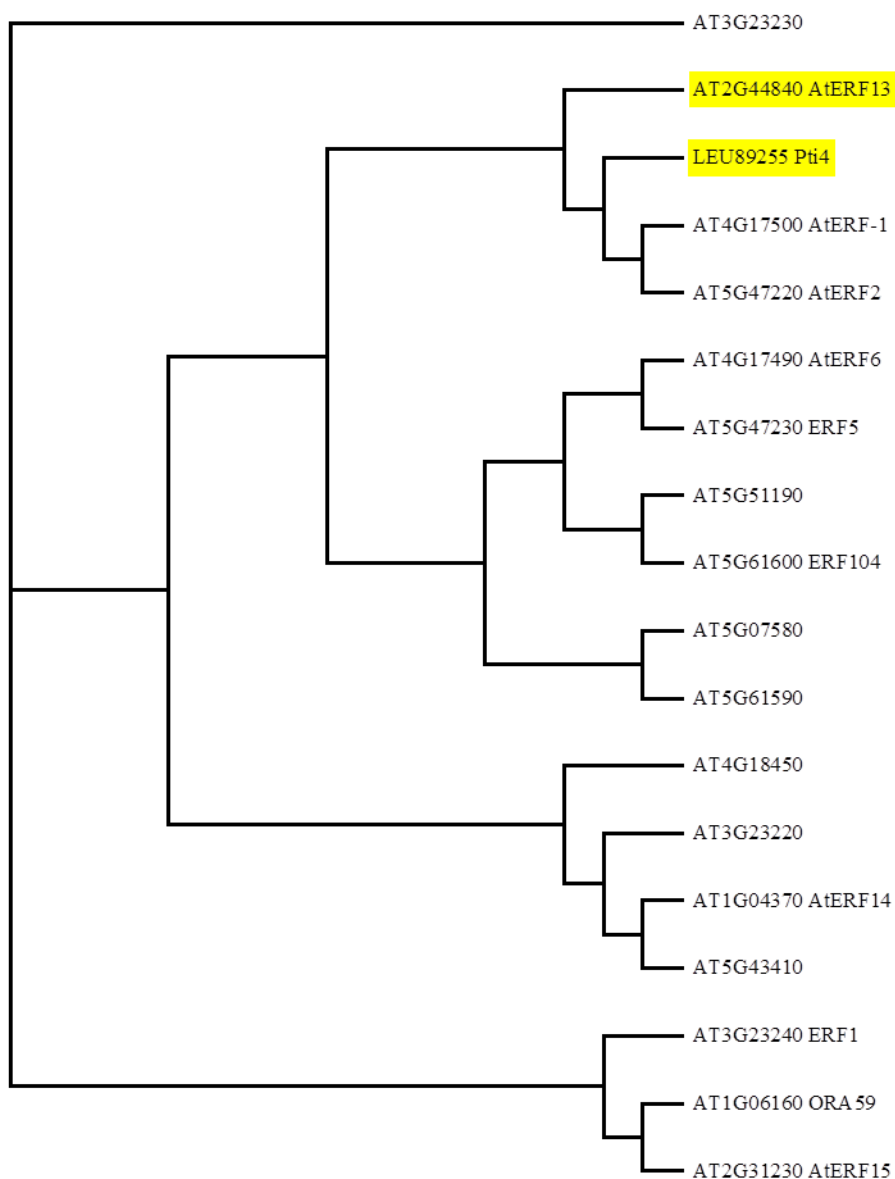 AT3G23230
AT2G44840 AtERF13
LEU89255 Pti4
AT4G17500 AtERF-1
AT5G47220 AtERF2
AT4G17490 AtERF6
AT5G47230 ERF5
AT5G51190
AT5G61600 ERF104
AT5G07580
AT5G61590
AT4G18450
AT3G23220
AT1G04370 AtERF14
AT5G43410
AT3G23240 ERF1
AT1G06160 ORA59
AT2G31230 AtERF15